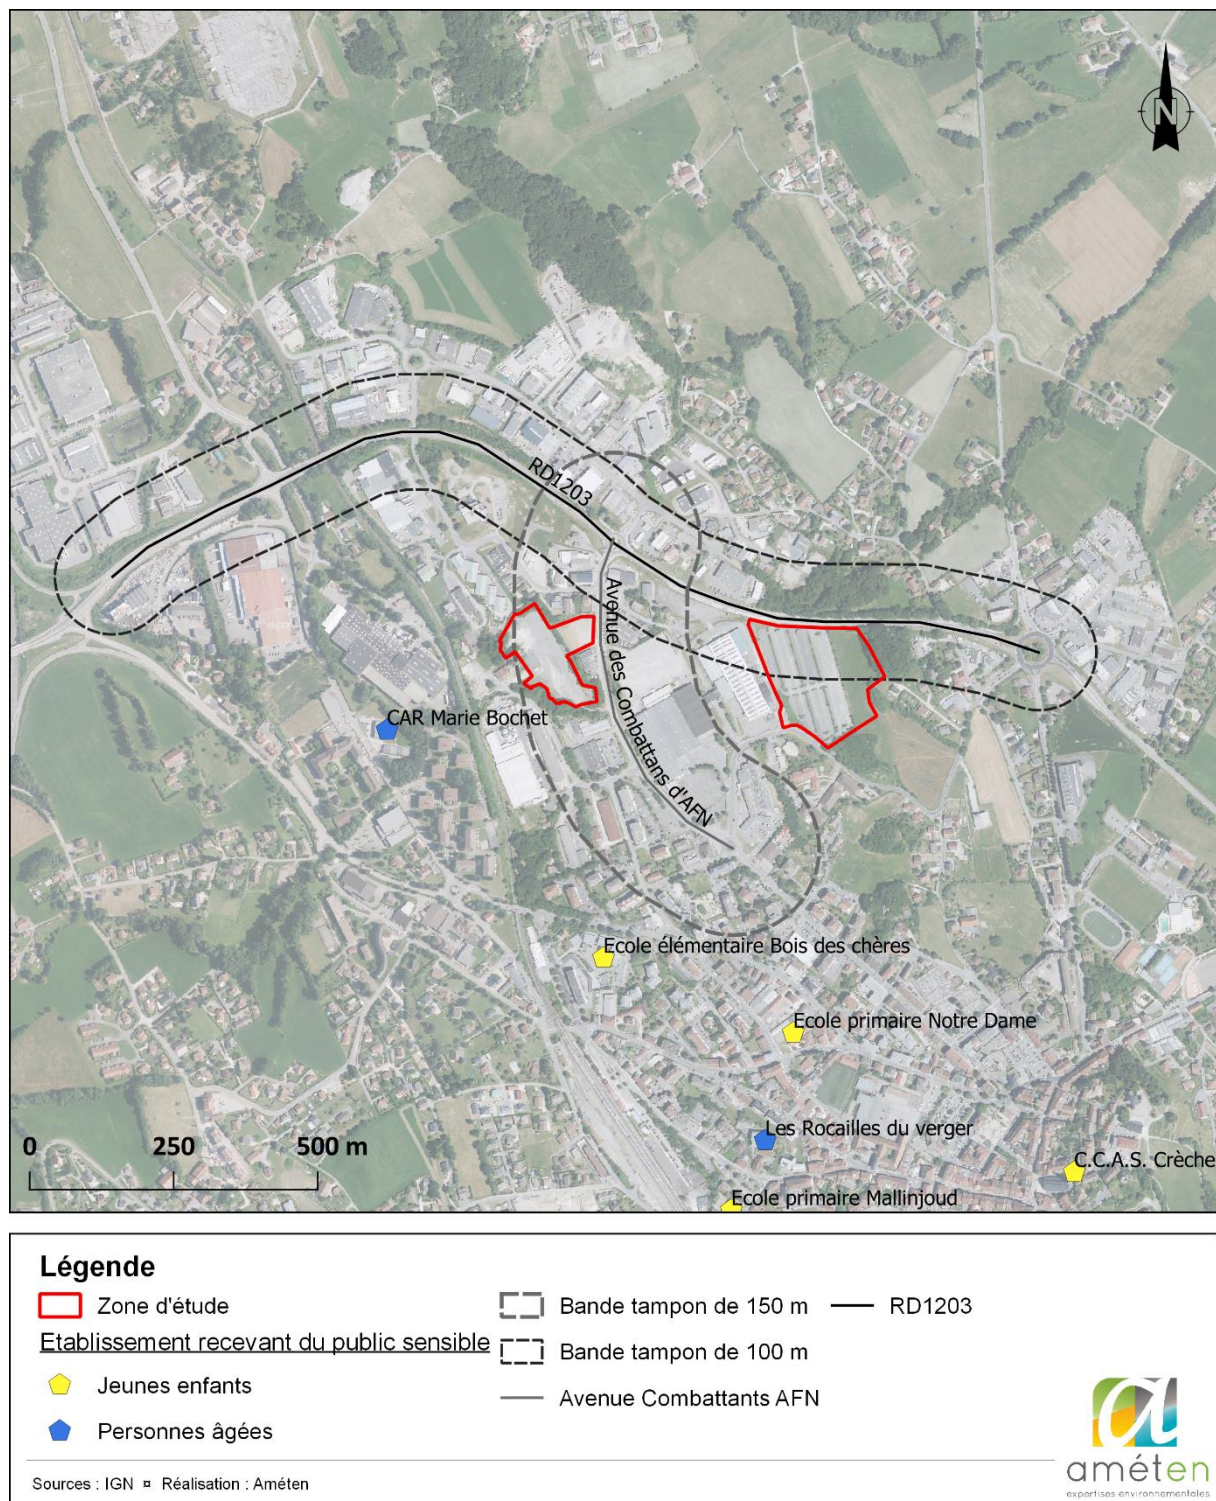 N
RD1203
Avenue des Combattans d'AFN
CAR Marie Bochet
Ecole élémentaire Bois des chères
Ecole primaire Notre Dame
Les Rocailles du verger
C.C.A.S. Crèche
Ecole primaire Mallinjoud
0 250 500 m
Légende
Zone d'étude
Etablissement recevant du public sensible
Jeunes enfants
Personnes âgées
Bande tampon de 150 m
Bande tampon de 100 m
Avenue Combattants AFN
RD1203
Sources : IGN ¤ Réalisation : Améten
a
améten
expertises environnementales